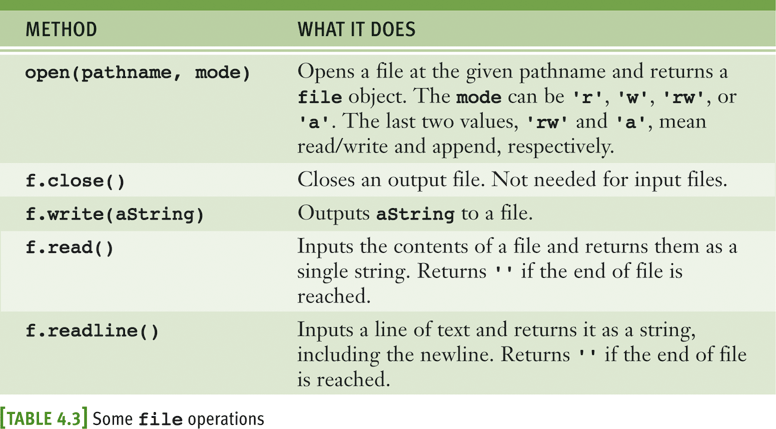 METHOD WHAT IT DOES
open(pathname, mode) Opens a file at the given pathname and returns a
file object. The mode can be 'r', 'w', 'rw', or
'a'. The last two values, 'rw' and 'a', mean
read/write and append, respectively.
f.close() Closes an output file. Not needed for input files.
f.write(aString) Outputs aString to a file.
f.read() Inputs the contents of a file and returns them as a
single string. Returns '' if the end of file is
reached.
f.readline() Inputs a line of text and returns it as a string,
including the newline. Returns '' if the end of file
is reached.
[TABLE 4.3] Some file operations